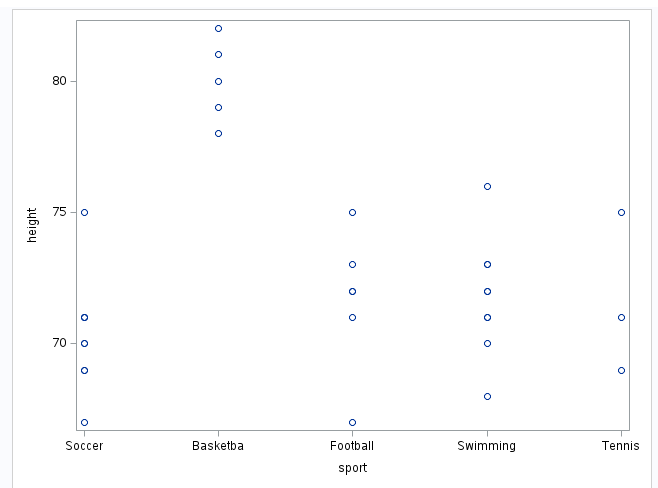 80
75
70
height
Soccer Basketba Football Swimming Tennis
sport